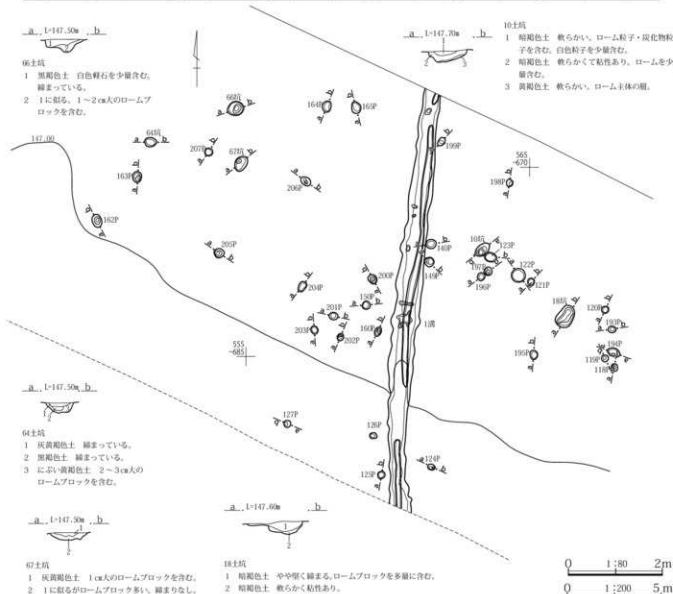 a L=147.50m b
1
2
66土坑
1 黒褐色土 白色軽石を少量含む。
締まっている。
2 1に似る。1～2㎝大のロームブ
ロックを含む。
a L=147.70m b
1
2 3
10土坑
1 暗褐色土 軟らかい。ローム粒子・炭化物粒
子を含む。白色粒子を少量含む。
2 暗褐色土 軟らかくて粘性あり。ロームを少
量含む。
3 黄褐色土 軟らかい。ローム主体の層。
147.00
66坑
164P
165P
64坑
207P
67坑
163P
206P
162P
205P
199P
565
-670
198P
140P
149P
10坑
123P
197P
196P
122P
121P
200P
204P
150P
201P
203P
202P
160P
1溝
18坑
120P
193P
195P
194P
119P
118P
555
-685
127P
126P
125P
124P
a L=147.50m b
1
2
64土坑
1 灰黄褐色土 締まっている。
2 黒褐色土 締まっている。
3 にぶい黄褐色土 2～3㎝大の
ロームブロックを含む。
a L=147.50m b
1
2
67土坑
1 灰黄褐色土 1㎝大のロームブロックを含む。
2 1に似るがロームブロック多い。締まりなし。
a L=147.60m b
1
2
18土坑
1 暗褐色土 やや堅く締まる。ロームブロックを多量に含む。
2 暗褐色土 軟らかく粘性あり。
0 1:80 2m
0 1:200 5m